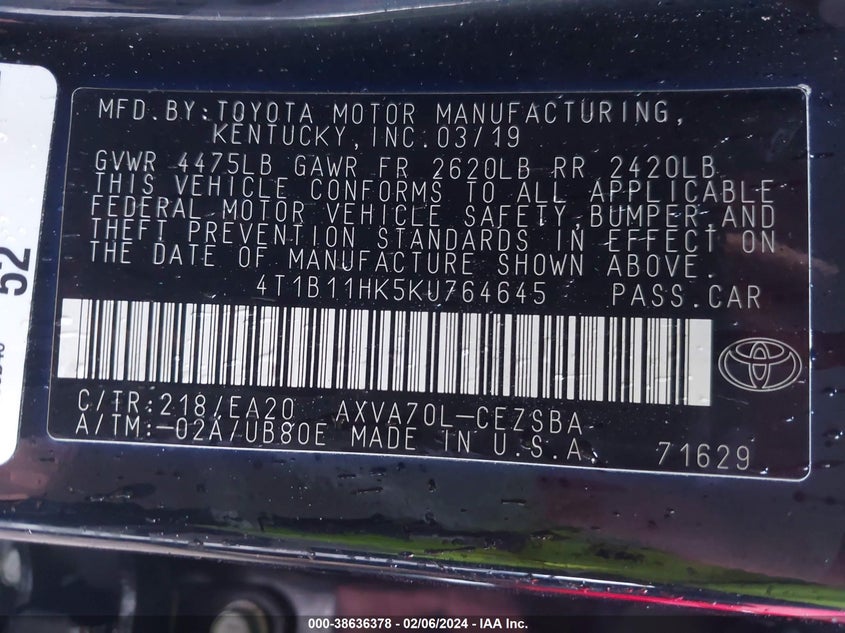 MFD.BY:TOYOTA MOTOR MANUFACTURING,
KENTUCKY,INC.03/19
GVWR 4475LB GAWR FR 2620LB RR 2420LB
THIS VEHICLE CONFORMS TO ALL APPLICABLE
FEDERAL MOTOR VEHICLE SAFETY,BUMPER,AND
THEFT PREVENTION STANDARDS IN EFFECT ON
THE DATE OF MANUFACTURE SHOWN ABOVE.
4T1B11HK5KU764645 PASS.CAR
C/TR:218/EA20 AXVA70L-CEZSBA
A/TM:-02A/UB80E MADE IN U.S.A.
71629
52
000-38636378 - 02/06/2024 - IAA Inc.